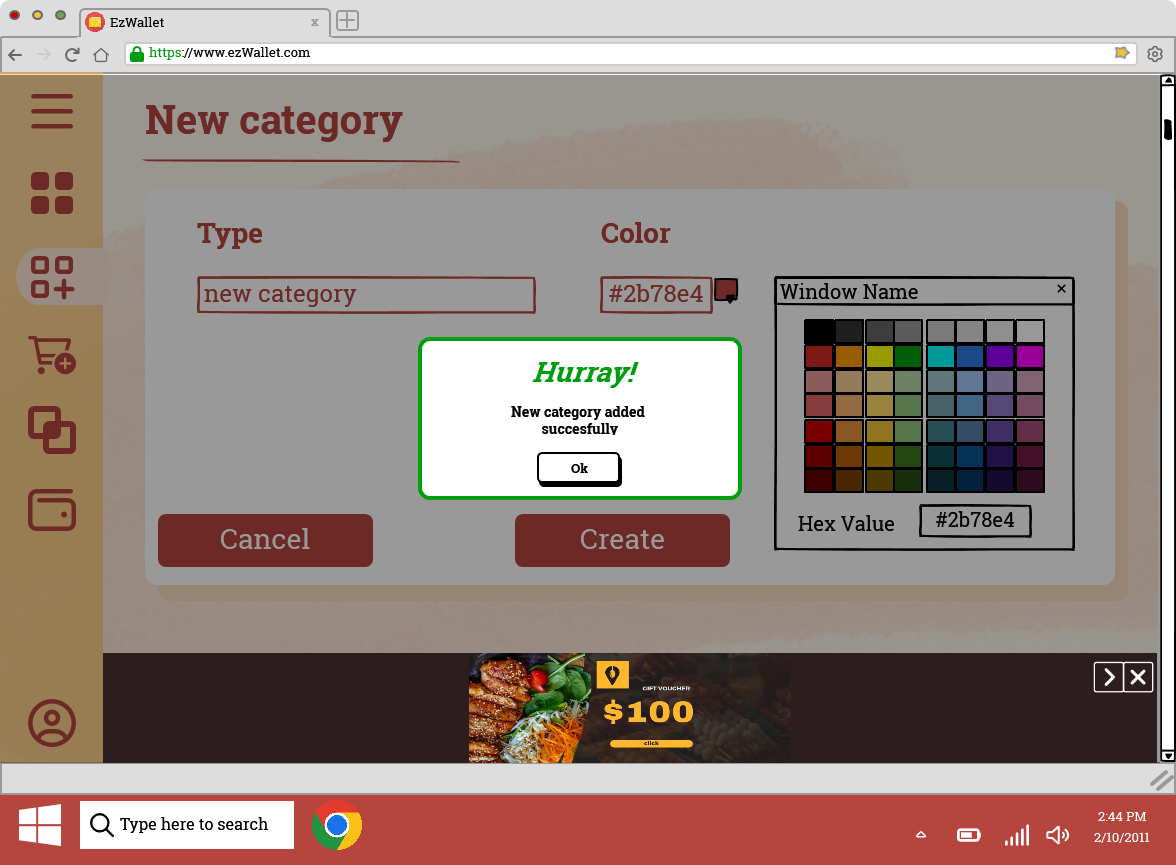 EzWallet
x
https://www.ezWallet.com
New category
Type
Color
new category
#2b78e4
Window Name
Hurray!
New category added
succesfully
Ok
Hex Value
#2b78e4
Cancel
Create
GIFT VOUCHER
$100
click
Type here to search
2:44 PM
2/10/2011